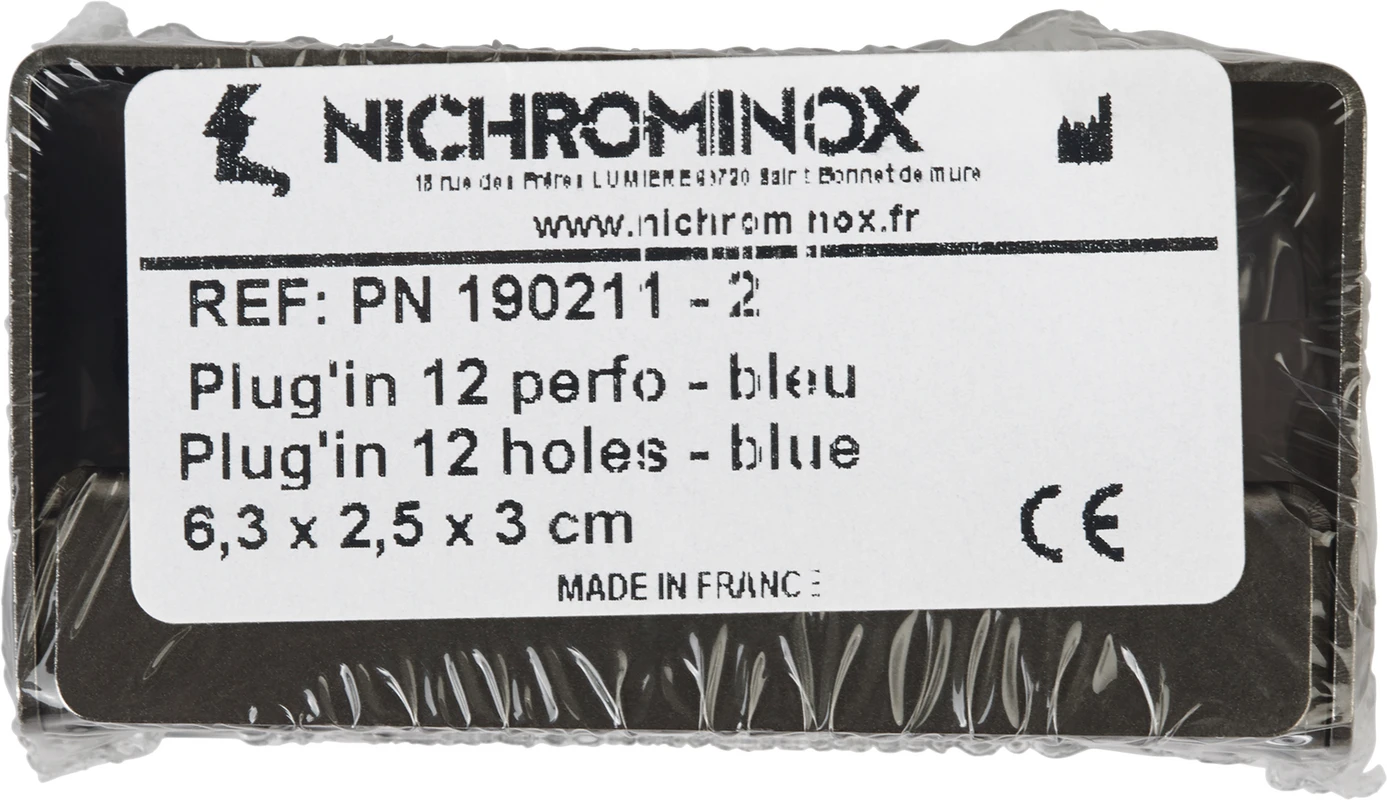 NICHROMINOX
18 rue des Frères LUMIERE 69720 Saint Bonnet de mure
www.nichrominox.fr
REF: PN 190211 - 2
Plug'in 12 perfo - bleu
Plug'in 12 holes - blue
6,3 x 2,5 x 3 cm
CE
MADE IN FRANCE